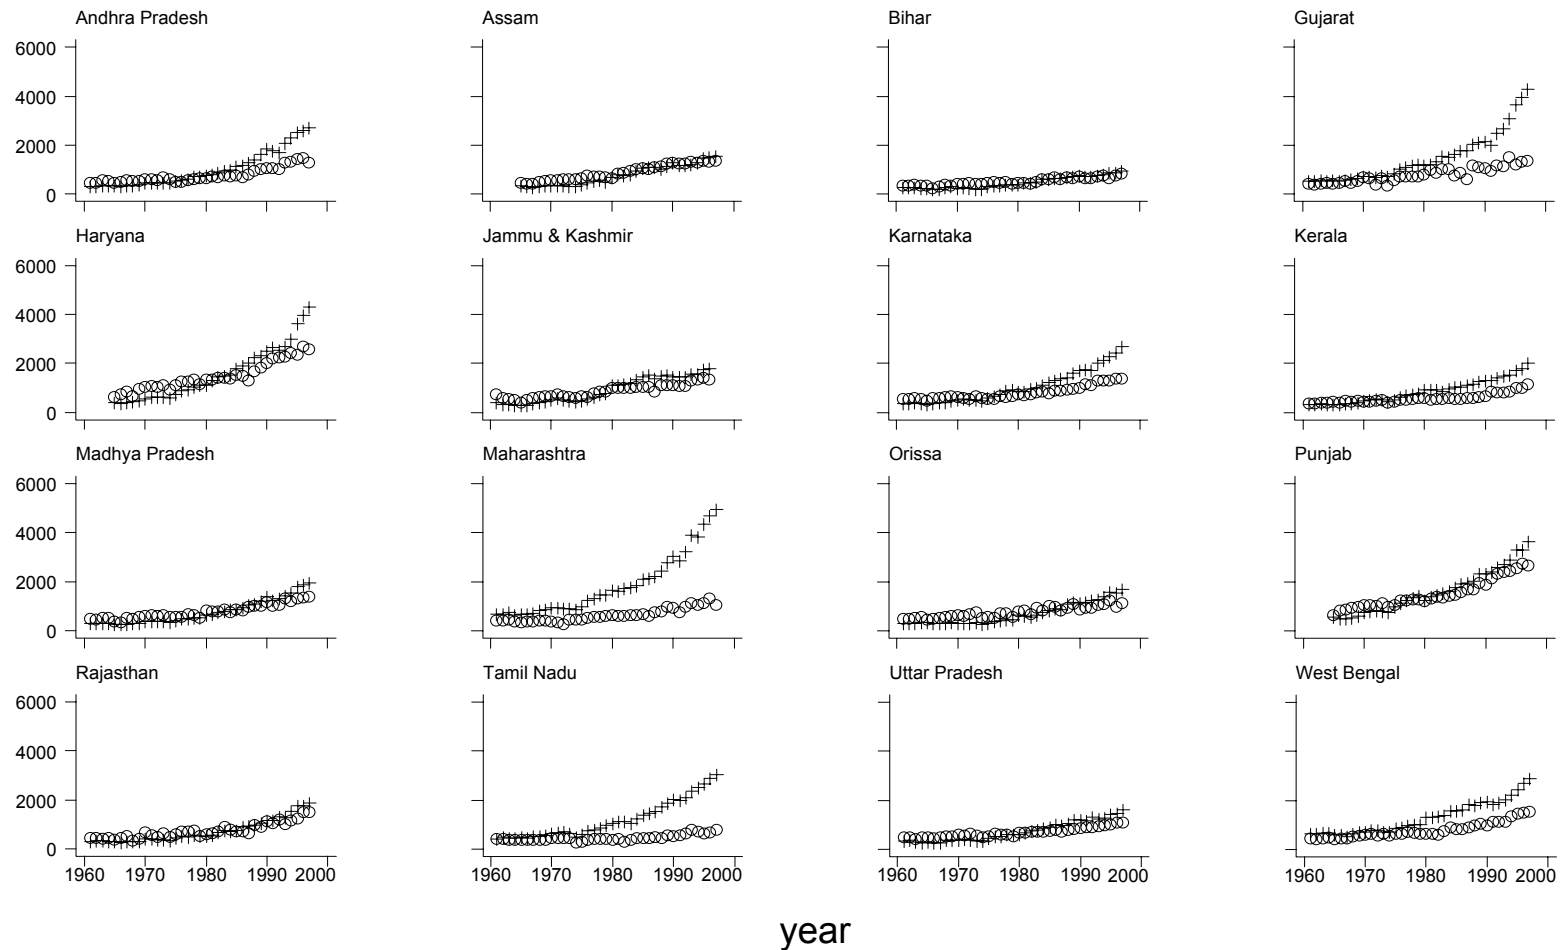 Andhra Pradesh Assam Bihar Gujarat
6000
4000
2000
0
Haryana Jammu & Kashmir Karnataka Kerala
6000
4000
2000
0
Madhya Pradesh Maharashtra Orissa Punjab
6000
4000
2000
0
Rajasthan Tamil Nadu Uttar Pradesh West Bengal
6000
4000
2000
0
1960 1970 1980 1990 2000 1960 1970 1980 1990 2000 1960 1970 1980 1990 2000 1960 1970 1980 1990 2000
year